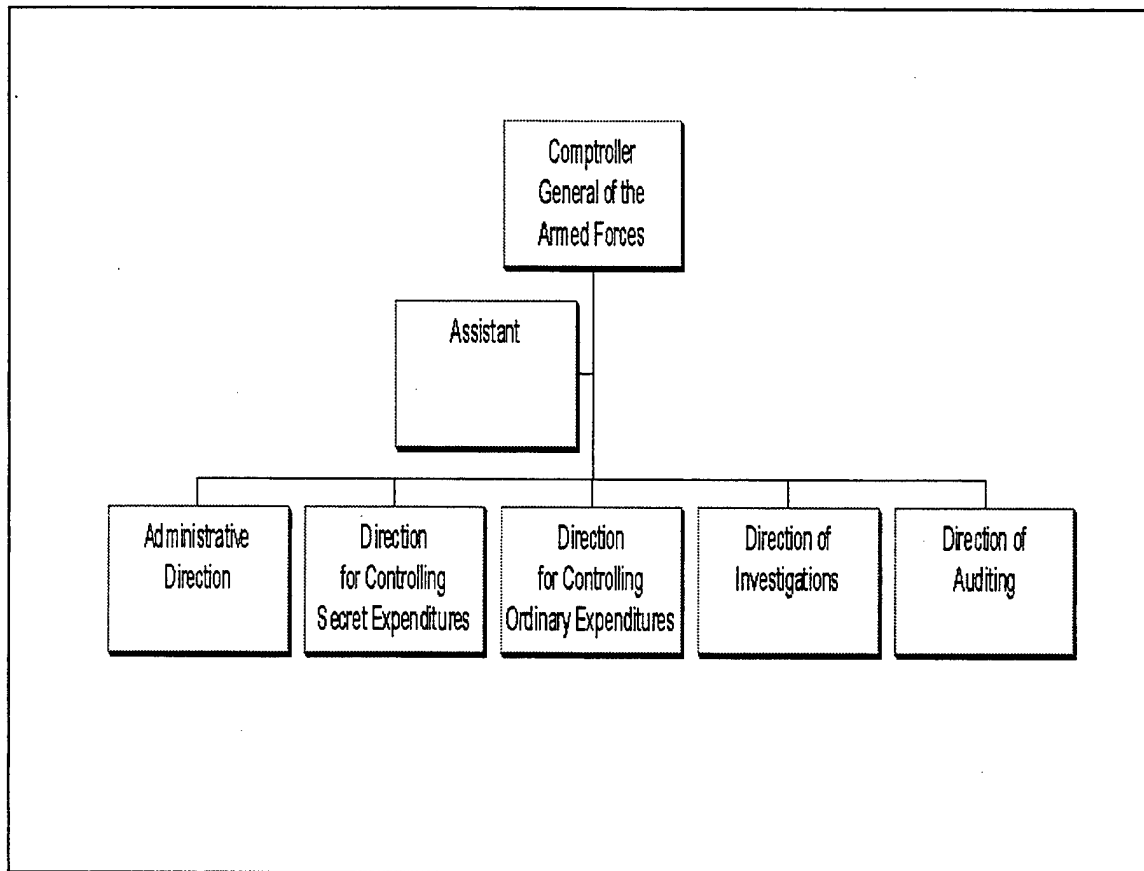 Comptroller
General of the
Armed Forces
Assistant
Administrative
Direction
Direction
for Controlling
Secret Expenditures
Direction
for Controlling
Ordinary Expenditures
Direction of
Investigations
Direction of
Auditing